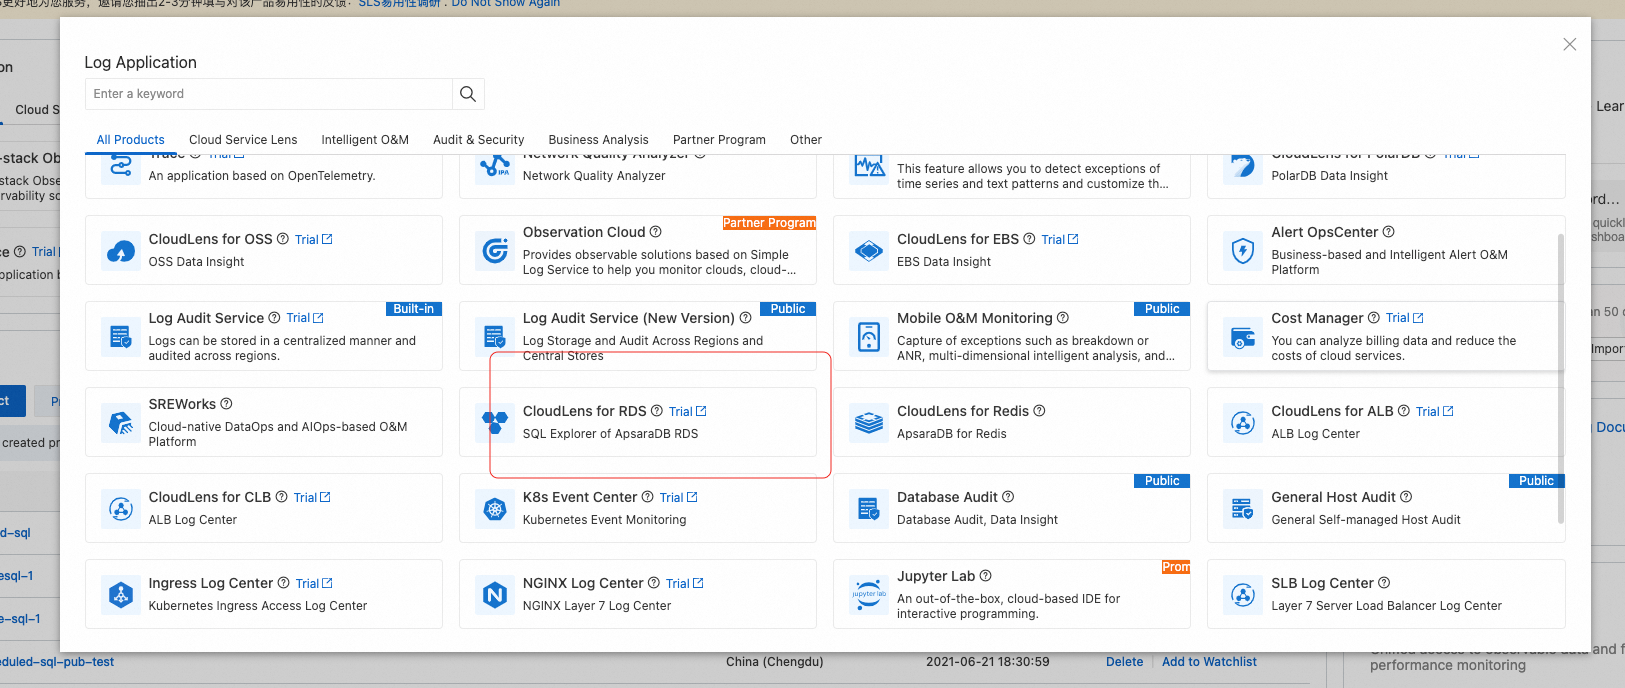 更好地为您服务，邀请您抽出2-3分钟填写对该产品易用性的反馈: SLS易用性调研 . Do Not Show Again
Log Application
Enter a keyword
All Products Cloud Service Lens Intelligent O&M Audit & Security Business Analysis Partner Program Other
Trace Trial
An application based on OpenTelemetry.
Network Quality Analyzer
Network Quality Analyzer
This feature allows you to detect exceptions of
time series and text patterns and customize th...
CloudLens for PolarDB Trial
PolarDB Data Insight
CloudLens for OSS Trial
OSS Data Insight
Partner Program
Observation Cloud
Provides observable solutions based on Simple
Log Service to help you monitor clouds, cloud-...
CloudLens for EBS Trial
EBS Data Insight
Alert OpsCenter
Business-based and Intelligent Alert O&M
Platform
Built-in
Log Audit Service Trial
Logs can be stored in a centralized manner and
audited across regions.
Public
Log Audit Service (New Version)
Log Storage and Audit Across Regions and
Central Stores
Public
Mobile O&M Monitoring
Capture of exceptions such as breakdown or
ANR, multi-dimensional intelligent analysis, and...
Cost Manager Trial
You can analyze billing data and reduce the
costs of cloud services.
SREWorks
Cloud-native DataOps and AIOps-based O&M
Platform
CloudLens for RDS Trial
SQL Explorer of ApsaraDB RDS
CloudLens for Redis
ApsaraDB for Redis
CloudLens for ALB Trial
ALB Log Center
CloudLens for CLB Trial
ALB Log Center
K8s Event Center Trial
Kubernetes Event Monitoring
Public
Database Audit
Database Audit, Data Insight
Public
General Host Audit
General Self-managed Host Audit
Ingress Log Center Trial
Kubernetes Ingress Access Log Center
NGINX Log Center Trial
NGINX Layer 7 Log Center
Prom
jupyter lab
Jupyter Lab
An out-of-the-box, cloud-based IDE for
interactive programming.
SLB Log Center
Layer 7 Server Load Balancer Log Center
on
Cloud S
-stack Ob
stack Obse
rvability so
ce Trial
pplication b
ct
P
created pr
d-sql
esql-1
e-sql-1
eduled-sql-pub-test China (Chengdu) 2021-06-21 18:30:59 Delete Add to Watchlist
Lear
rd...
quickl
shboa
an 50 c
Impor
Docu
Unified access to observable data and f
performance monitoring